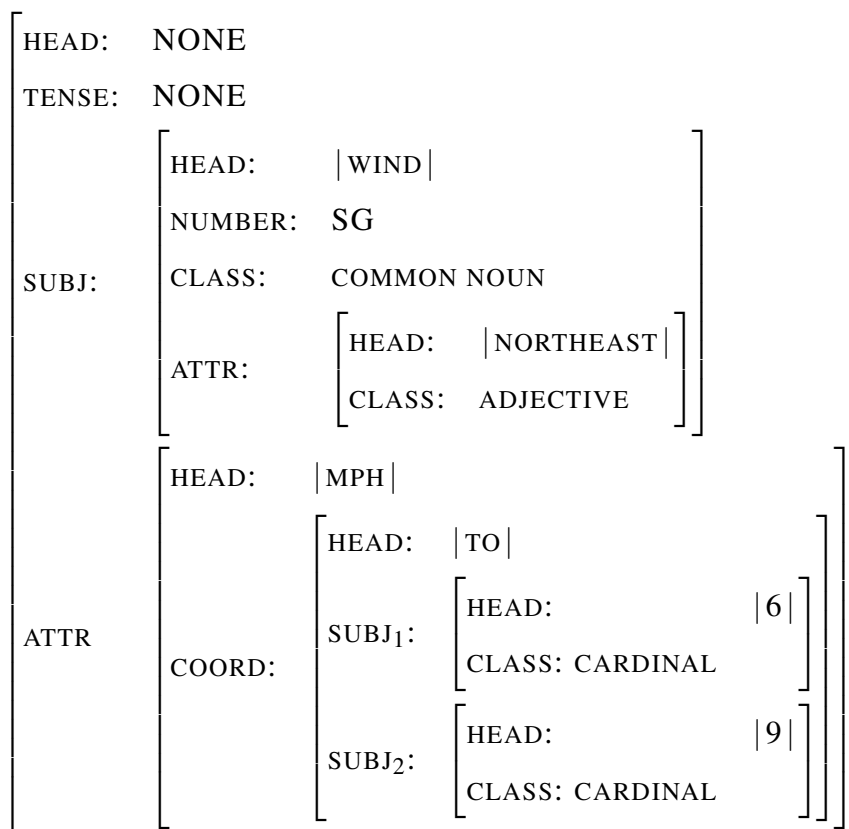 HEAD: NONE
TENSE: NONE
SUBJ:
HEAD: |WIND|
NUMBER: SG
CLASS: COMMON NOUN
ATTR:
HEAD: |NORTHEAST|
CLASS: ADJECTIVE
ATTR
HEAD: |MPH|
COORD:
HEAD: |TO|
SUBJ1:
HEAD: |6|
CLASS: CARDINAL
SUBJ2:
HEAD: |9|
CLASS: CARDINAL